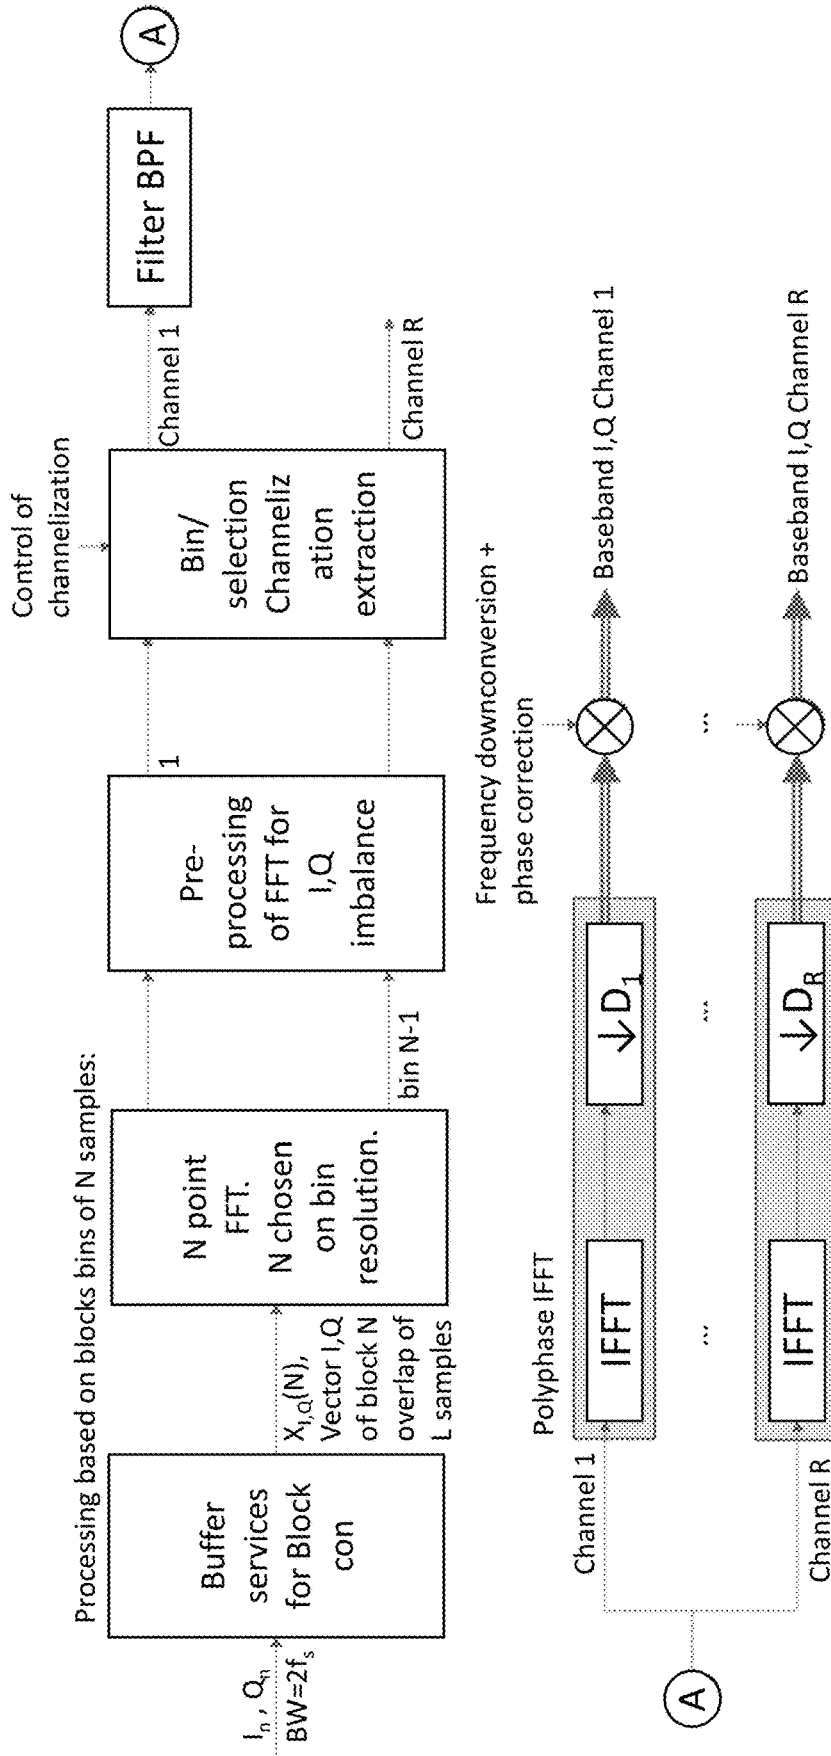 Processing based on blocks bins of N samples:
I_n , Q_n
BW=2f_s
Buffer
services
for Block
con
X_I,Q(N),
Vector I,Q
of block N
overlap of
L samples
N point
FFT.
N chosen
on bin
resolution.
bin N-1
Pre-
processing
of FFT for
I,Q
imbalance
1
Control of
channelization
Bin/
selection
Channeliz
ation
extraction
Channel 1
Channel R
Filter BPF
A
A
Channel 1
Channel R
Polyphase IFFT
IFFT
↓D_1
...
...
IFFT
↓D_R
Frequency downconversion +
phase correction
...
Baseband I,Q Channel 1
Baseband I,Q Channel R